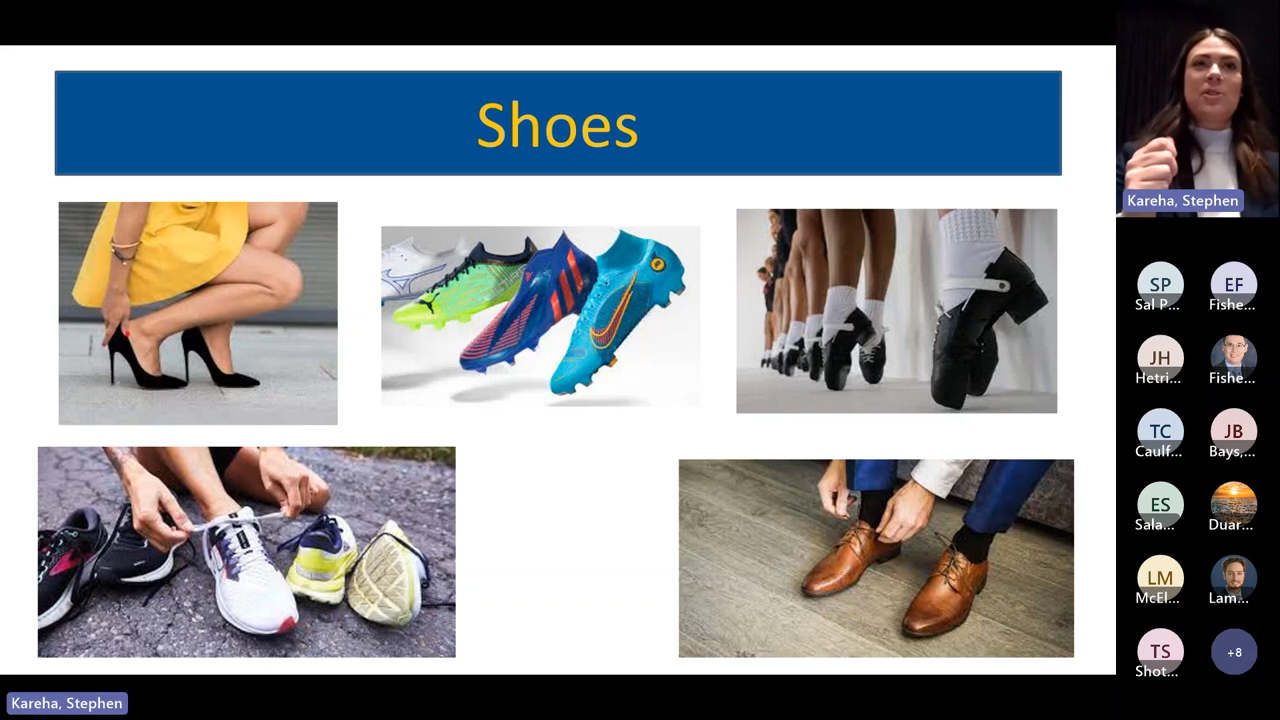 Shoes
Kareha, Stephen
SP
EF
Sal P...
Fishe...
JH
Hetri...
Fishe...
TC
JB
Caulf...
Bays,...
ES
Sala...
Duar...
LM
McEl...
Lam...
TS
+8
Shot...
Kareha, Stephen